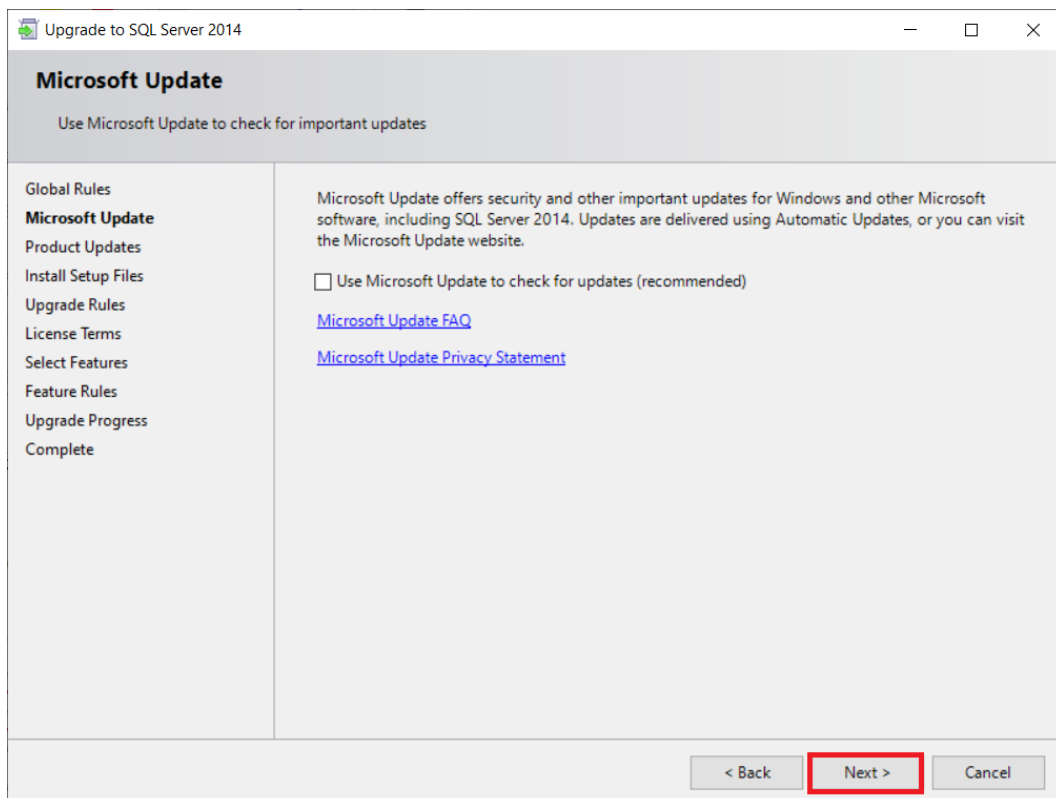 Upgrade to SQL Server 2014
Microsoft Update
Use Microsoft Update to check for important updates
Global Rules
Microsoft Update
Product Updates
Install Setup Files
Upgrade Rules
License Terms
Select Features
Feature Rules
Upgrade Progress
Complete
Microsoft Update offers security and other important updates for Windows and other Microsoft
software, including SQL Server 2014. Updates are delivered using Automatic Updates, or you can visit
the Microsoft Update website.
Use Microsoft Update to check for updates (recommended)
Microsoft Update FAQ
Microsoft Update Privacy Statement
< Back
Next >
Cancel